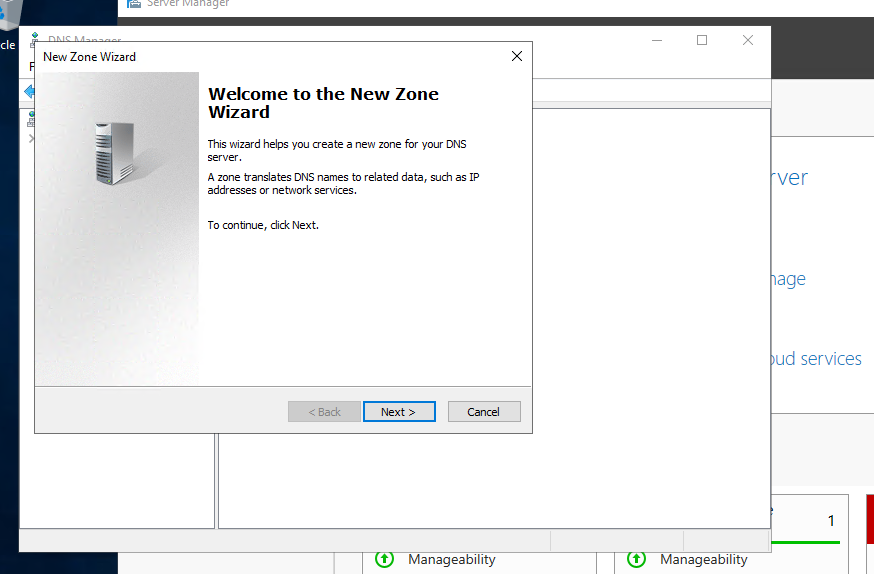 Server Manager
cle
DNS Manager
New Zone Wizard
Welcome to the New Zone
Wizard
This wizard helps you create a new zone for your DNS
server.
A zone translates DNS names to related data, such as IP
addresses or network services.
To continue, click Next.
< Back
Next >
Cancel
rver
nage
oud services
1
Manageability
Manageability